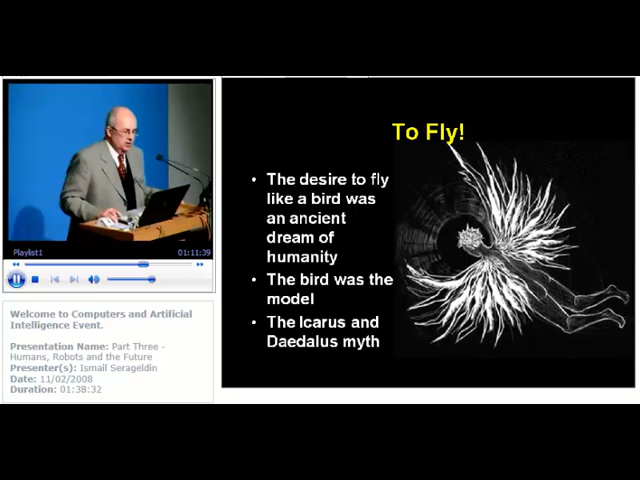 Playlist1
01:11:39
Welcome to Computers and Artificial
Intelligence Event.
Presentation Name: Part Three -
Humans, Robots and the Future
Presenter(s): Ismail Serageldin
Date: 11/02/2008
Duration: 01:38:32
To Fly!
• The desire to fly
like a bird was
an ancient
dream of
humanity
• The bird was the
model
• The Icarus and
Daedalus myth